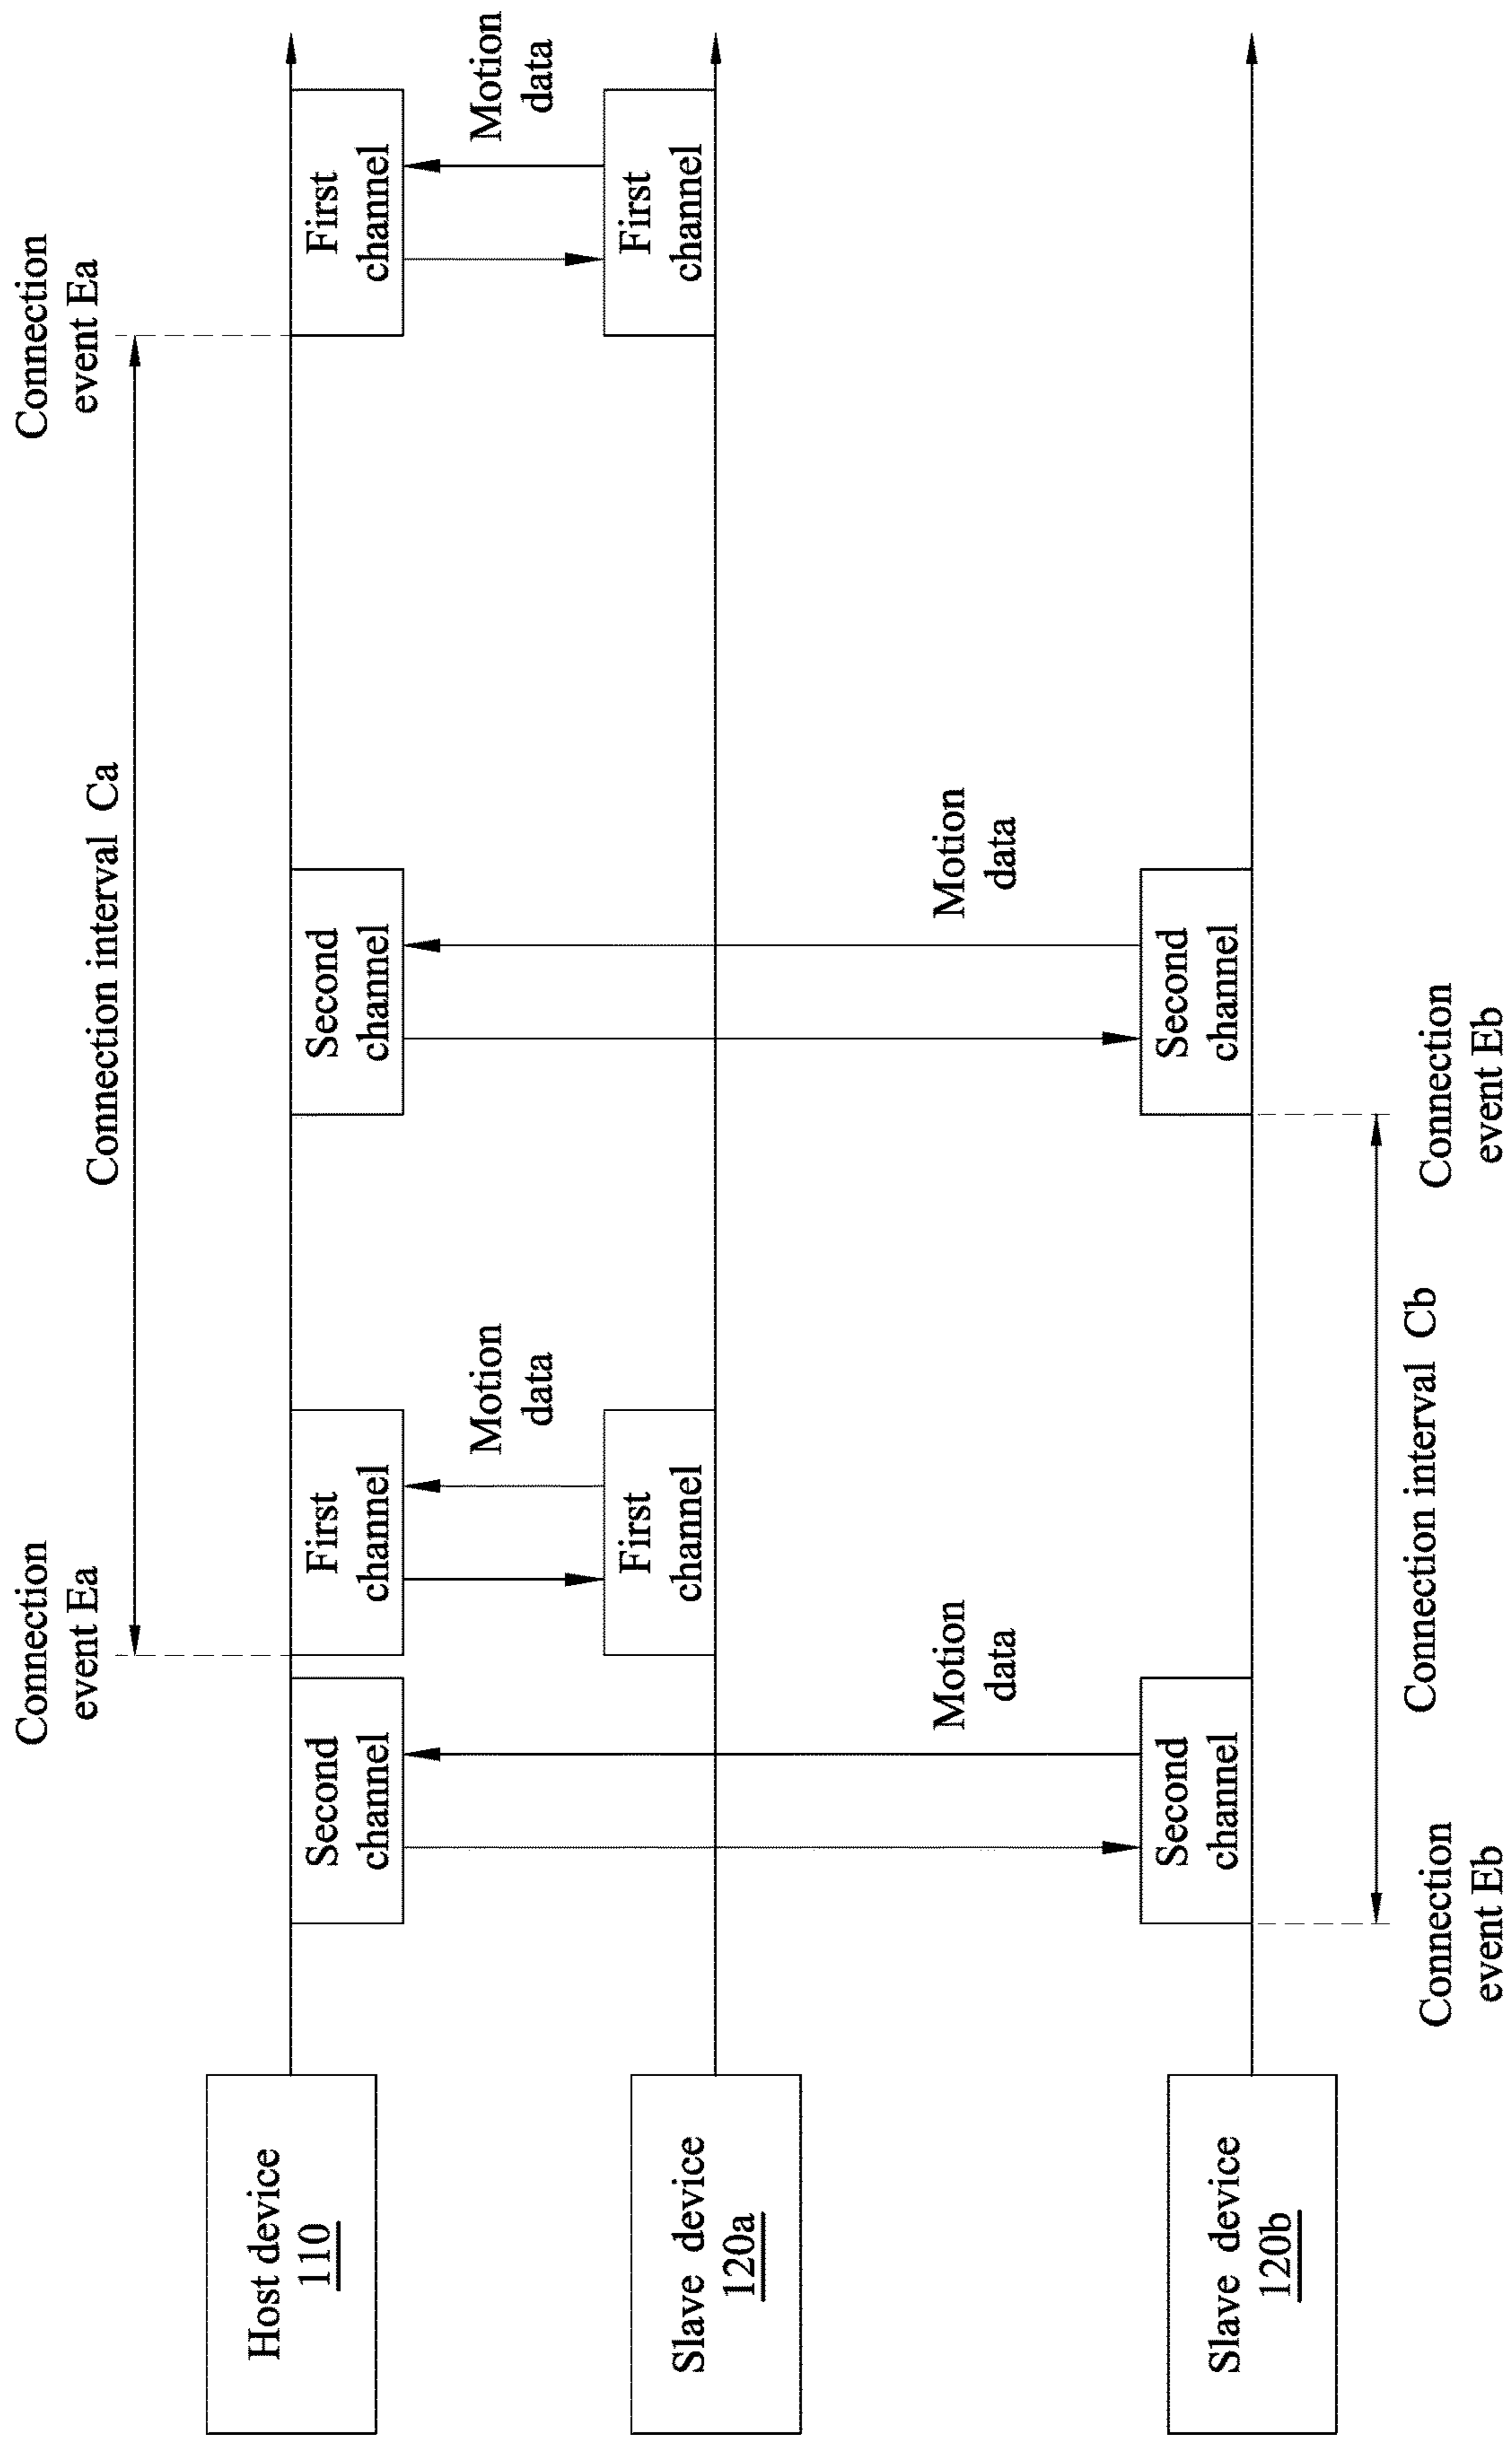 Connection
event Ea
Connection
event Ea
Connection interval Ca
Host device
110
Second
channel
First
channel
Second
channel
First
channel
Motion
data
Motion
data
Slave device
120a
First
channel
First
channel
Motion
data
Motion
data
Slave device
120b
Second
channel
Second
channel
Connection interval Cb
Connection
event Eb
Connection
event Eb